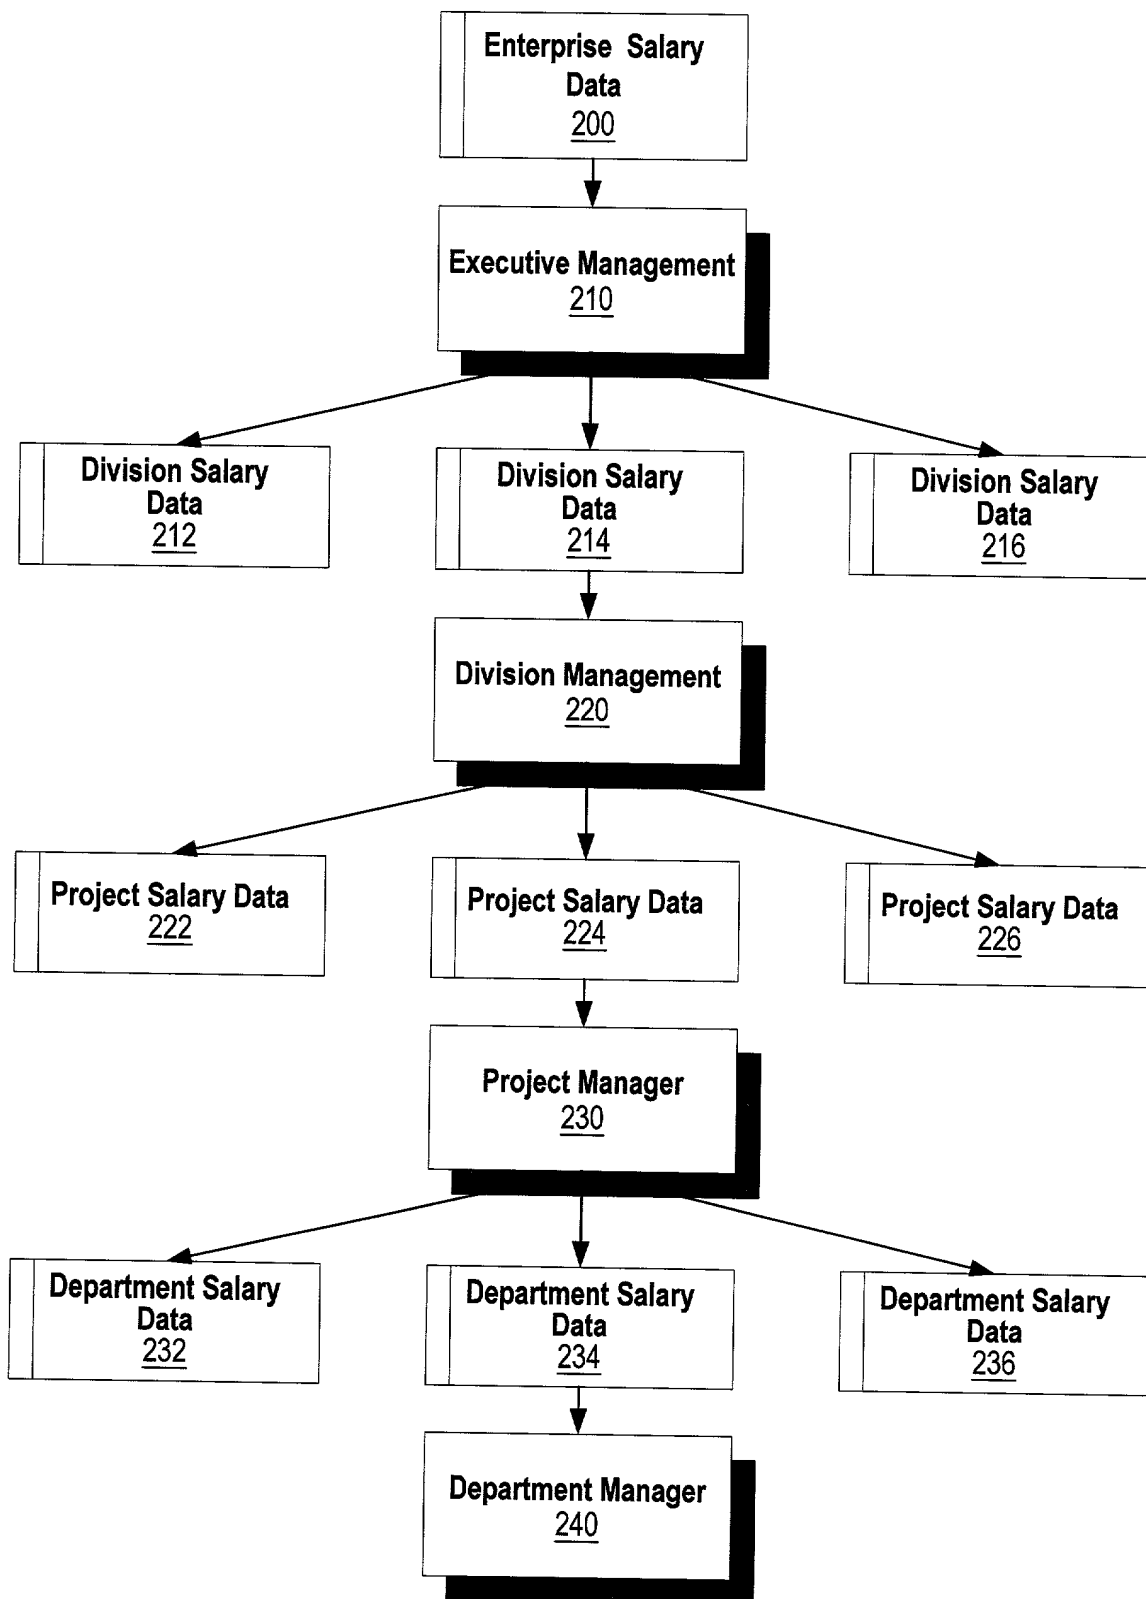 Enterprise Salary
Data
200
Executive Management
210
Division Salary
Data
212
Division Salary
Data
214
Division Salary
Data
216
Division Management
220
Project Salary Data
222
Project Salary Data
224
Project Salary Data
226
Project Manager
230
Department Salary
Data
232
Department Salary
Data
234
Department Salary
Data
236
Department Manager
240